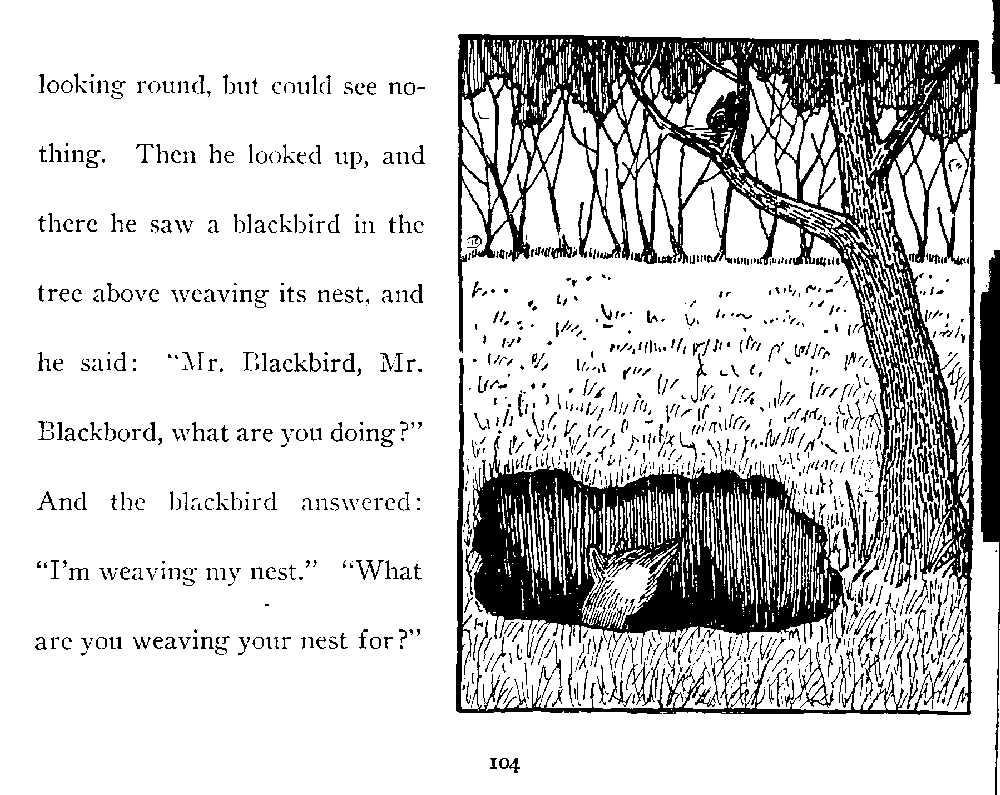 looking round, but could see no-
thing. Then he looked up, and
there he saw a blackbird in the
tree above weaving its nest, and
he said: "Mr. Blackbird, Mr.
Blackbord, what are you doing?"
And the blackbird answered:
"I'm weaving my nest." "What
are you weaving your nest for?"
104